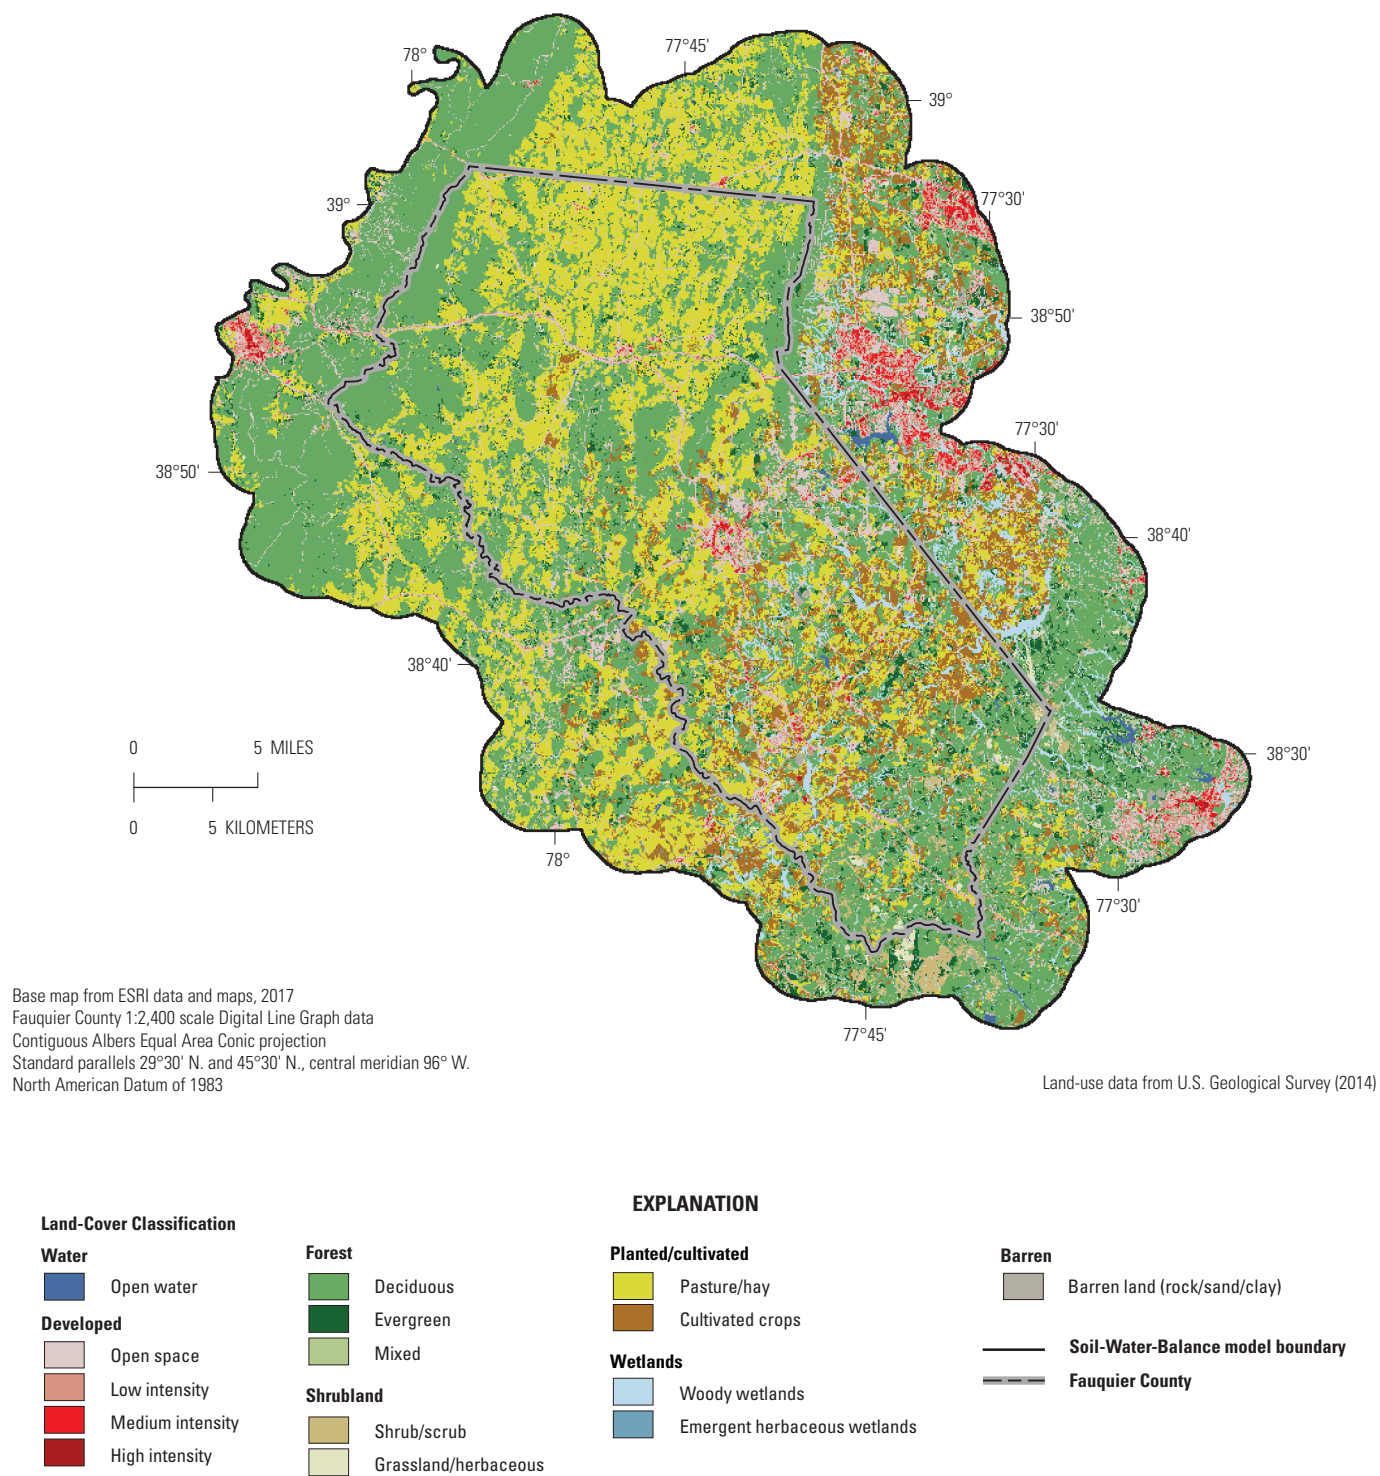 77°45'
78°
39°
77°30'
39°
38°50'
77°30'
38°50'
38°40'
38°40'
38°30'
0 5 MILES
0 5 KILOMETERS
78°
77°30'
77°45'
Base map from ESRI data and maps, 2017
Fauquier County 1:2,400 scale Digital Line Graph data
Contiguous Albers Equal Area Conic projection
Standard parallels 29°30' N. and 45°30' N., central meridian 96° W.
North American Datum of 1983
Land-use data from U.S. Geological Survey (2014)
EXPLANATION
Land-Cover Classification
Water
Open water
Developed
Open space
Low intensity
Medium intensity
High intensity
Forest
Deciduous
Evergreen
Mixed
Shrubland
Shrub/scrub
Grassland/herbaceous
Planted/cultivated
Pasture/hay
Cultivated crops
Wetlands
Woody wetlands
Emergent herbaceous wetlands
Barren
Barren land (rock/sand/clay)
Soil-Water-Balance model boundary
Fauquier County